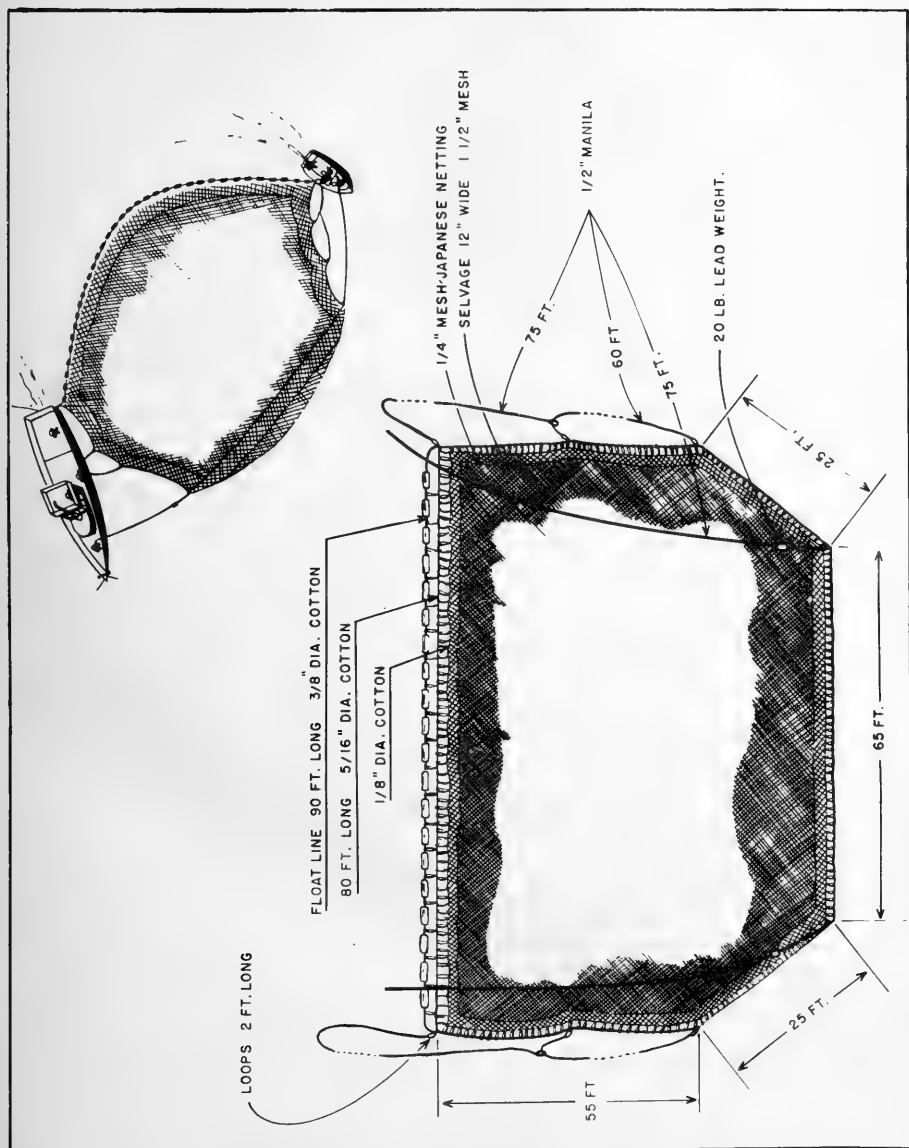 LOOPS 2 FT. LONG
FLOAT LINE 90 FT. LONG 3/8" DIA. COTTON
80 FT. LONG 5/16" DIA. COTTON
1/8" DIA. COTTON
1/4" MESH-JAPANESE NETTING
SELVAGE 12" WIDE 1 1/2" MESH
75 FT.
60 FT
75 FT.
1/2" MANILA
20 LB. LEAD WEIGHT.
55 FT
25 FT.
65 FT.
25 FT.